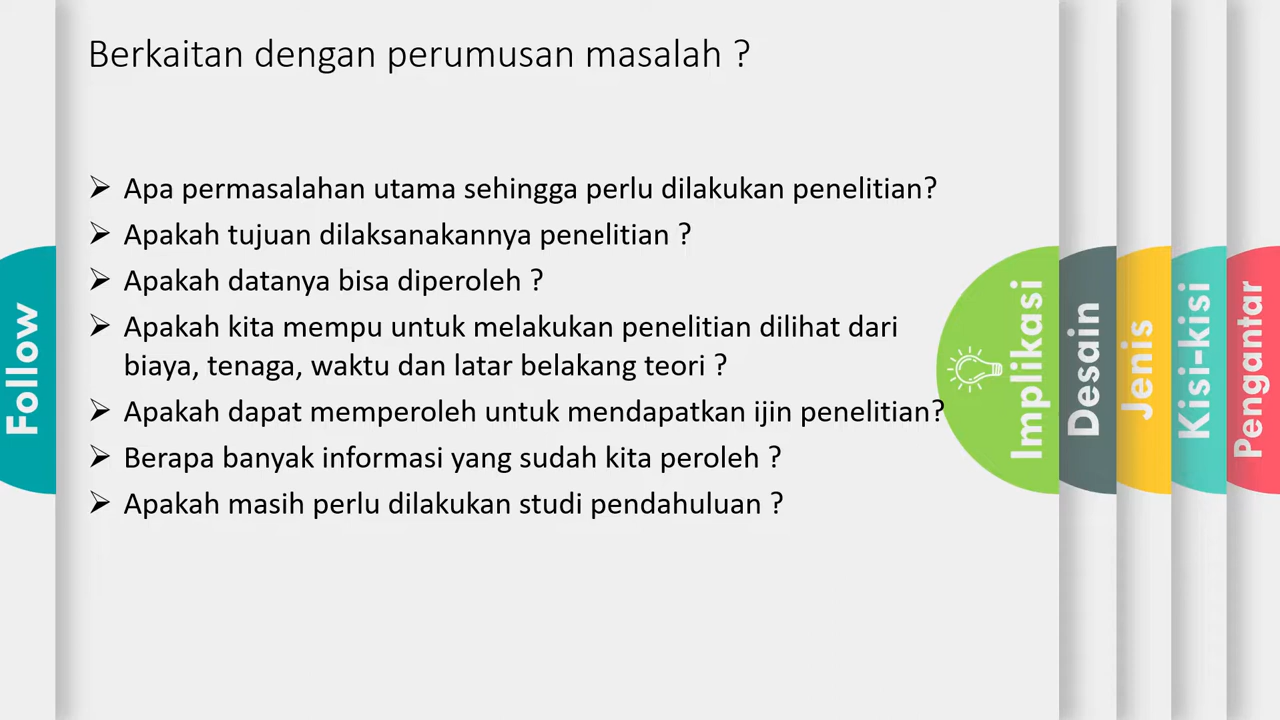 Berkaitan dengan perumusan masalah ?
➢ Apa permasalahan utama sehingga perlu dilakukan penelitian?
➢ Apakah tujuan dilaksanakannya penelitian ?
➢ Apakah datanya bisa diperoleh ?
➢ Apakah kita mempu untuk melakukan penelitian dilihat dari
biaya, tenaga, waktu dan latar belakang teori ?
➢ Apakah dapat memperoleh untuk mendapatkan ijin penelitian?
➢ Berapa banyak informasi yang sudah kita peroleh ?
➢ Apakah masih perlu dilakukan studi pendahuluan ?
Follow
Implikasi
Desain
Jenis
Kisi-kisi
Pengantar